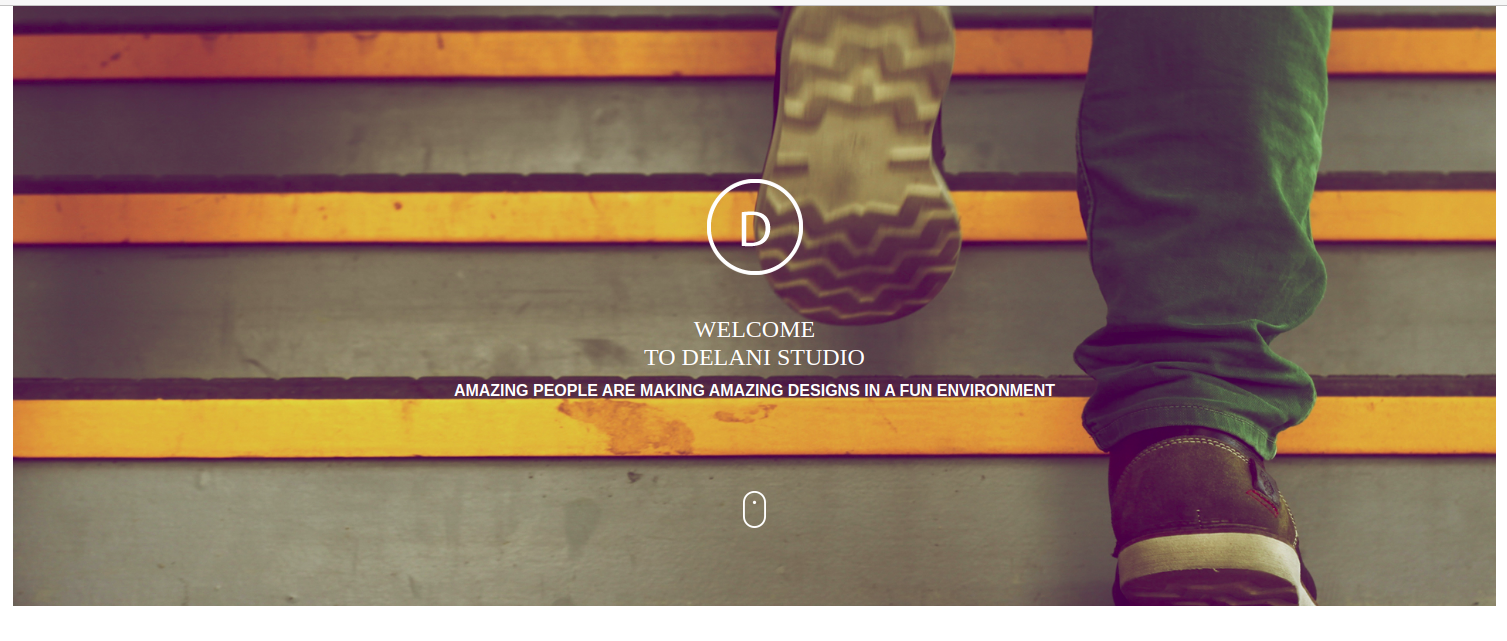 D
WELCOME
TO DELANI STUDIO
AMAZING PEOPLE ARE MAKING AMAZING DESIGNS IN A FUN ENVIRONMENT